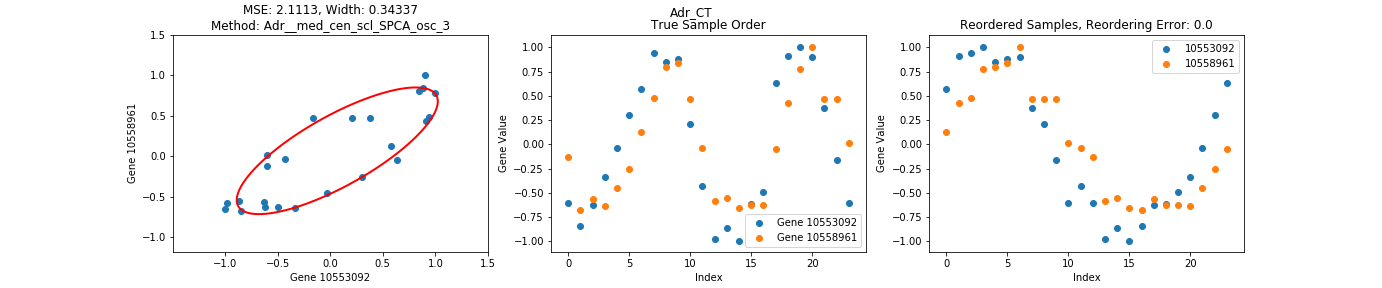 Adr_CT
MSE: 2.1113, Width: 0.34337
Method: Adr__med_cen_scl_SPCA_osc_3
1.5
1.0
0.5
0.0
−0.5
−1.0
Gene 10558961
−1.0 −0.5 0.0 0.5 1.0 1.5
Gene 10553092
True Sample Order
1.00
0.75
0.50
0.25
0.00
−0.25
−0.50
−0.75
−1.00
Gene Value
Gene 10553092
Gene 10558961
0 5 10 15 20
Index
Reordered Samples, Reordering Error: 0.0
10553092
10558961
1.00
0.75
0.50
0.25
0.00
−0.25
−0.50
−0.75
−1.00
Gene Value
0 5 10 15 20
Index